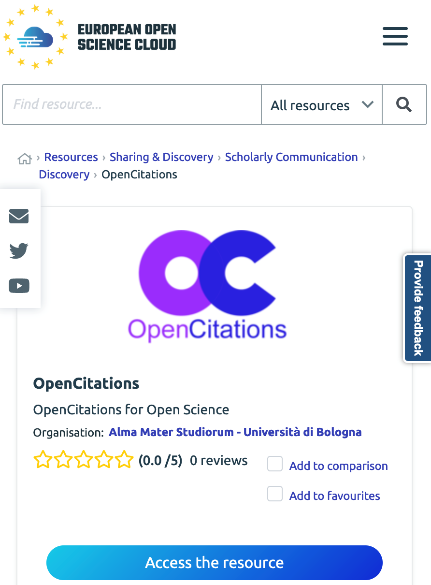 EUROPEAN OPEN
SCIENCE CLOUD
Find resource...
All resources
Resources › Sharing & Discovery › Scholarly Communication ›
Discovery › OpenCitations
Provide feedback
OC
OpenCitations
OpenCitations
OpenCitations for Open Science
Organisation: Alma Mater Studiorum - Università di Bologna
(0.0 /5) 0 reviews
Add to comparison
Add to favourites
Access the resource